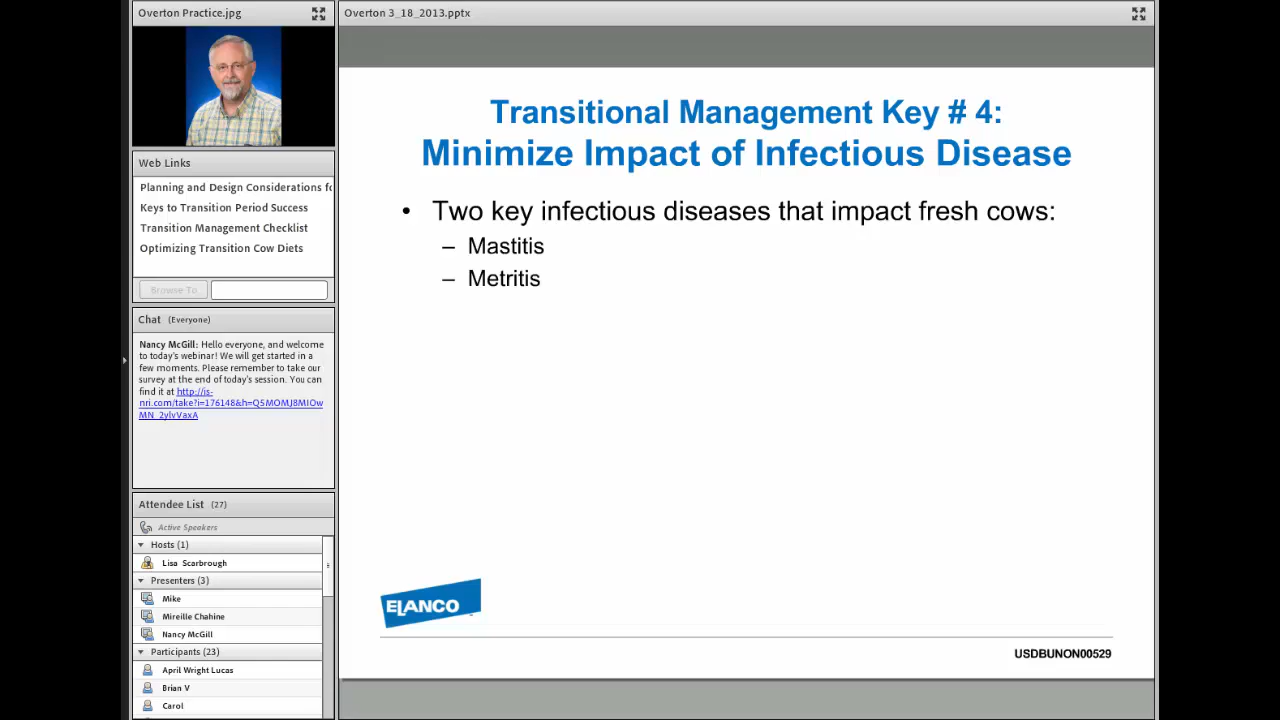 Overton Practice.jpg
Web Links
Planning and Design Considerations fo
Keys to Transition Period Success
Transition Management Checklist
Optimizing Transition Cow Diets
Browse To
Chat (Everyone)
Nancy McGill: Hello everyone, and welcome
to today's webinar! We will get started in a
few moments. Please remember to take our
survey at the end of today's session. You can
find it at http://is-
nri.com/take?i=176148&h=Q5MOMJ8MIOw
MN_2ylvVaxA
Attendee List (27)
Active Speakers
Hosts (1)
Lisa Scarbrough
Presenters (3)
Mike
Mireille Chahine
Nancy McGill
Participants (23)
April Wright Lucas
Brian V
Carol
Overton 3_18_2013.pptx
Transitional Management Key # 4:
Minimize Impact of Infectious Disease
• Two key infectious diseases that impact fresh cows:
– Mastitis
– Metritis
ELANCO
USDBUNON00529